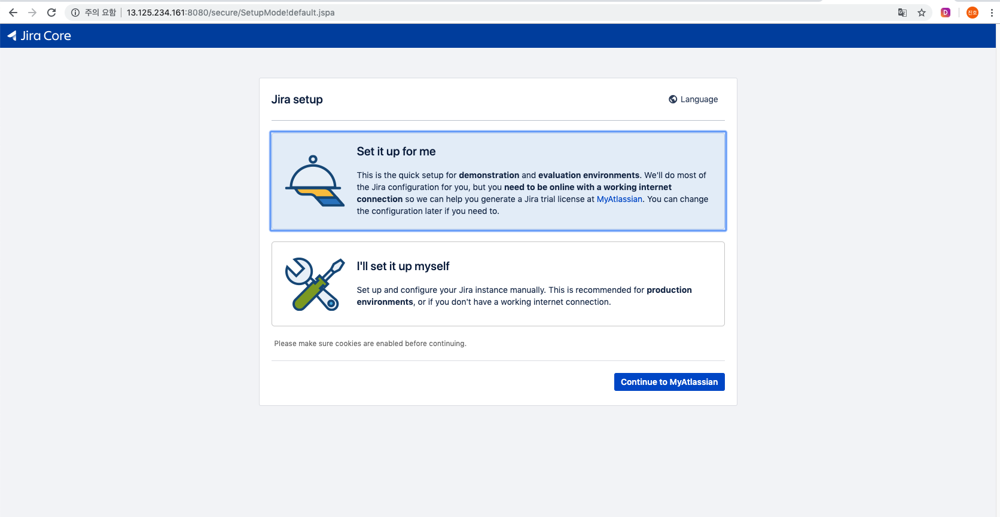 주의 요함 13.125.234.161:8080/secure/SetupMode!default.jspa
D
진호
Jira Core
Jira setup
Language
Set it up for me
This is the quick setup for demonstration and evaluation environments. We'll do most of
the Jira configuration for you, but you need to be online with a working internet
connection so we can help you generate a Jira trial license at MyAtlassian. You can change
the configuration later if you need to.
I'll set it up myself
Set up and configure your Jira instance manually. This is recommended for production
environments, or if you don't have a working internet connection.
Please make sure cookies are enabled before continuing.
Continue to MyAtlassian